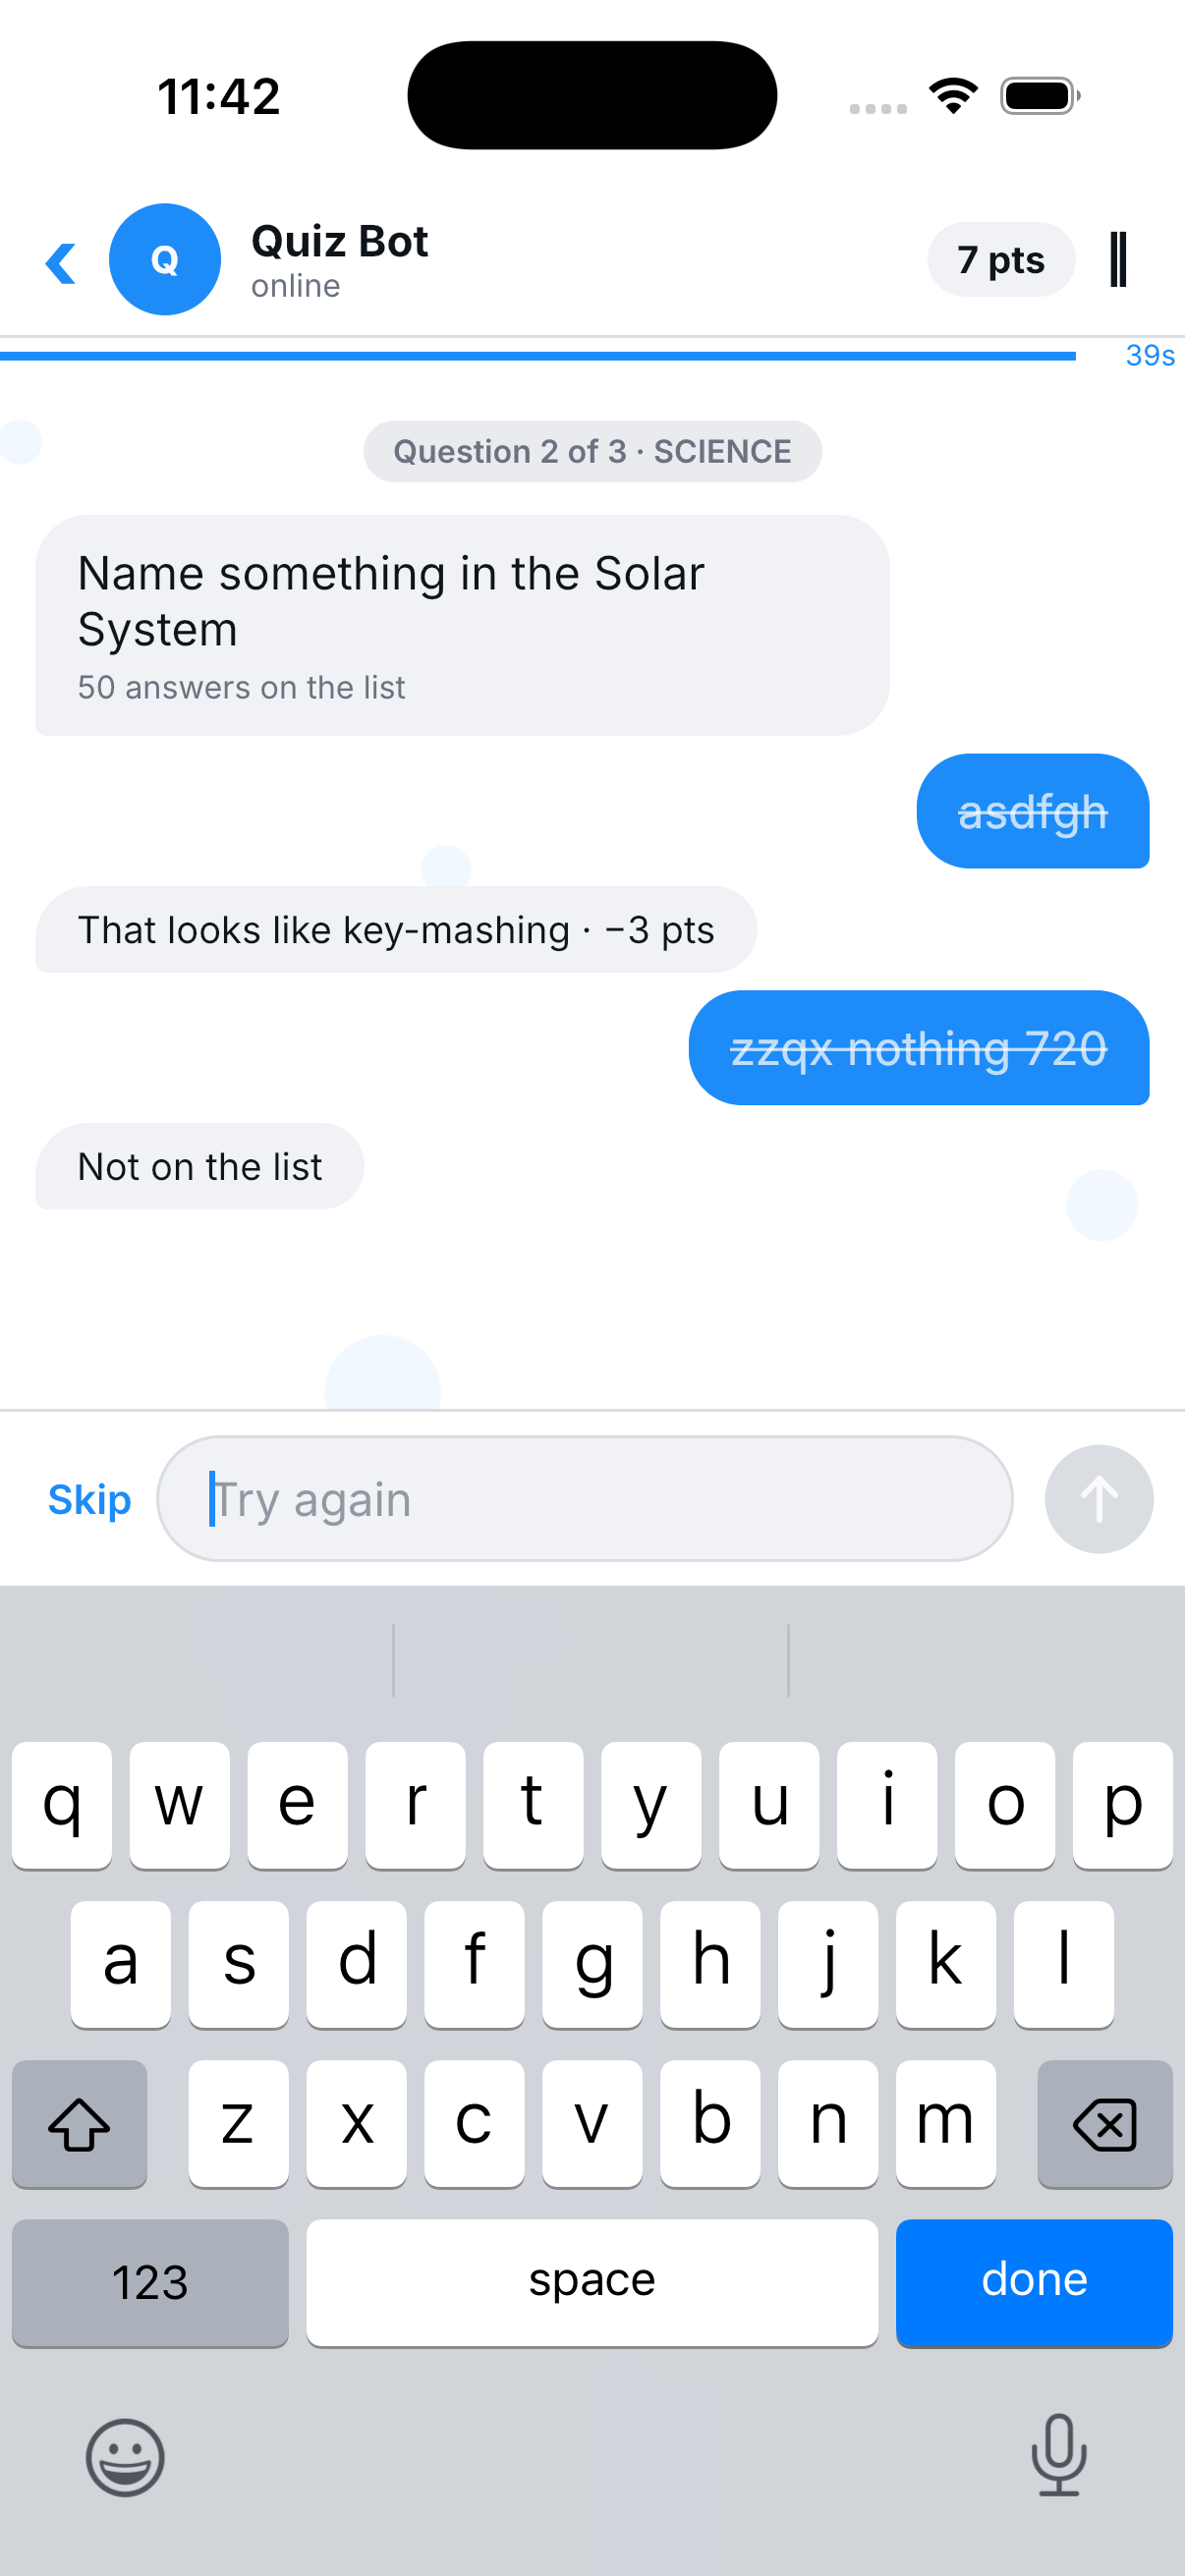 11:42
Q
Quiz Bot
online
7 pts
39s
Question 2 of 3 · SCIENCE
Name something in the Solar
System
50 answers on the list
asdfgh
That looks like key-mashing · −3 pts
zzqx nothing 720
Not on the list
Skip
Try again
q w e r t y u i o p
a s d f g h j k l
z x c v b n m
123 space done